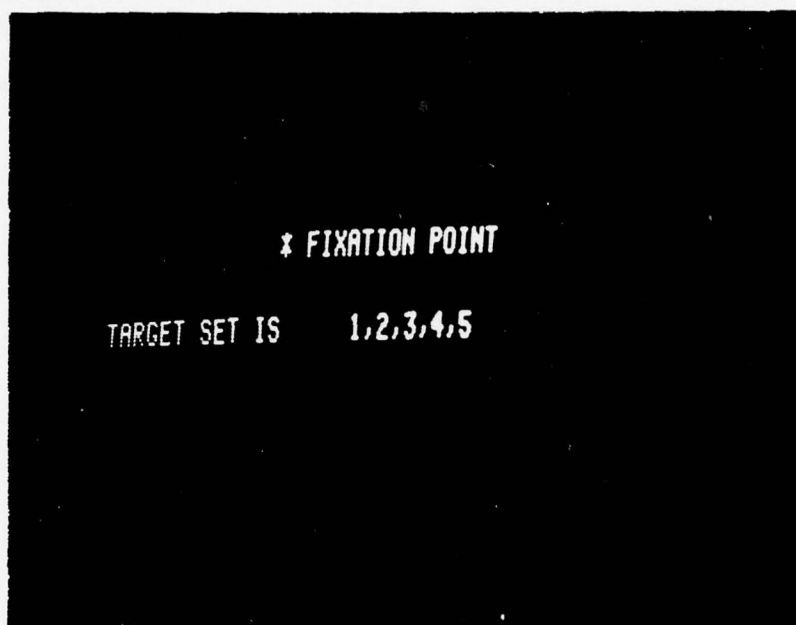 * FIXATION POINT
TARGET SET IS 1,2,3,4,5